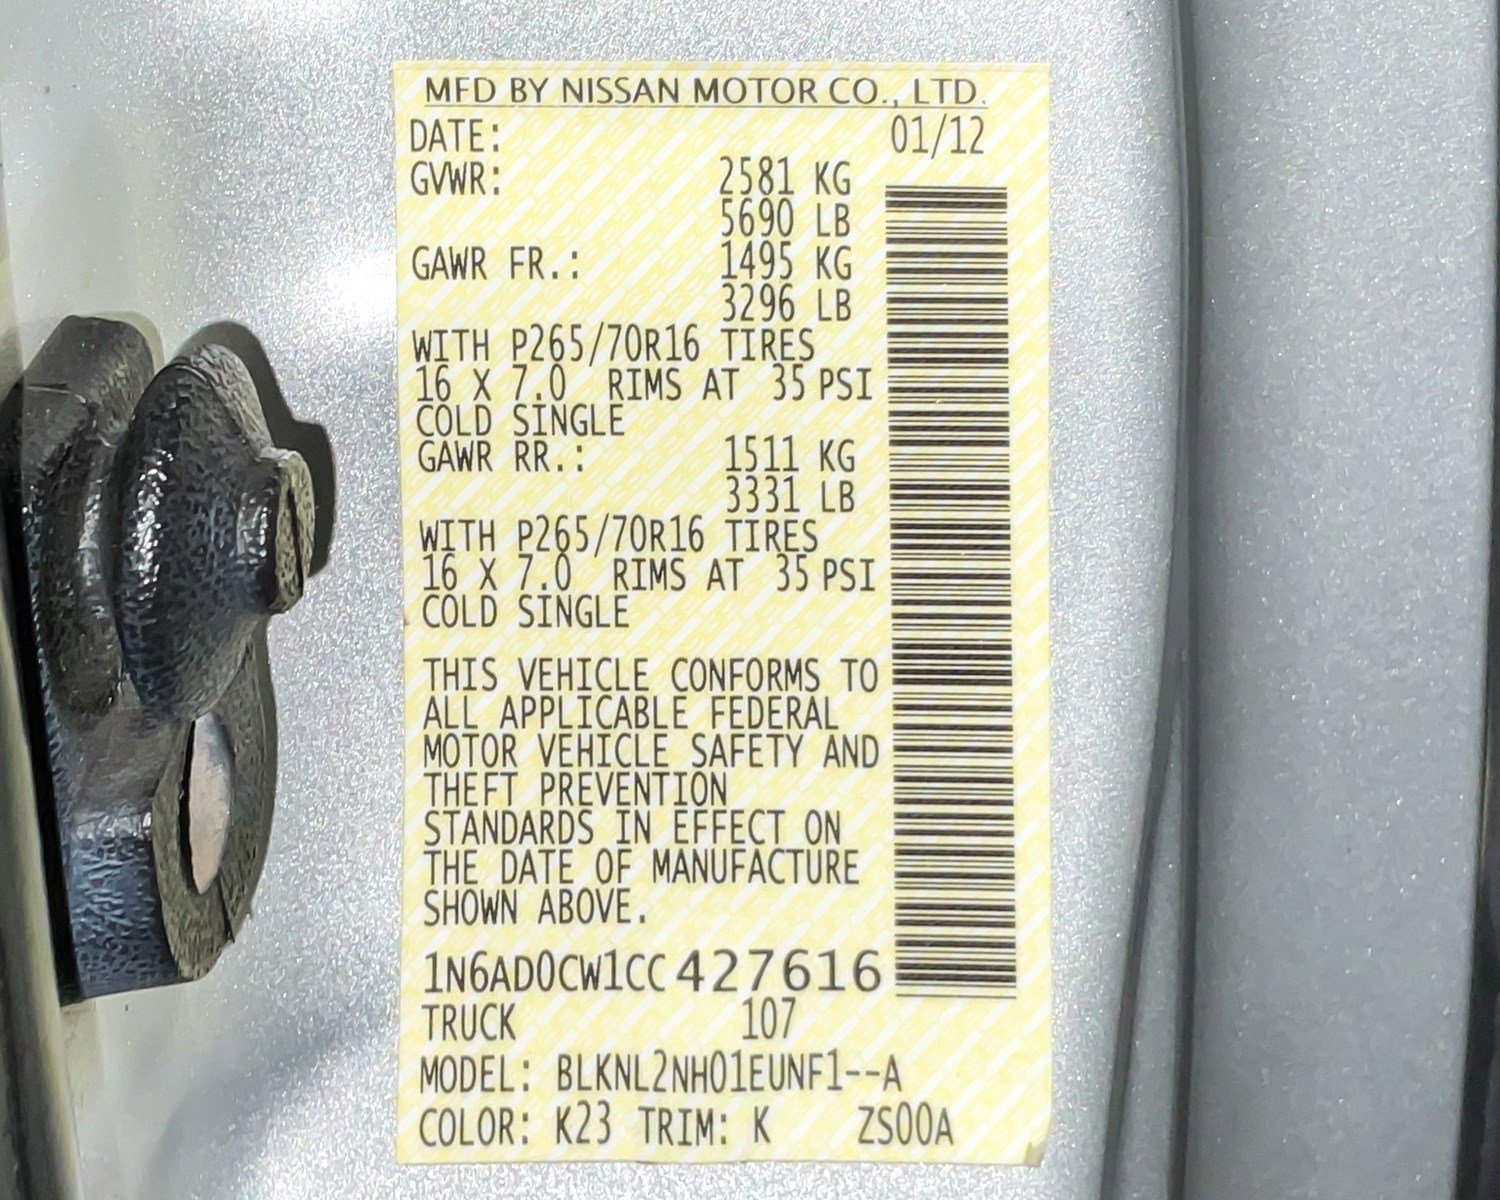 MFD BY NISSAN MOTOR CO., LTD.
DATE: 01/12
GVWR: 2581 KG
5690 LB
GAWR FR.: 1495 KG
3296 LB
WITH P265/70R16 TIRES
16 X 7.0 RIMS AT 35 PSI
COLD SINGLE
GAWR RR.: 1511 KG
3331 LB
WITH P265/70R16 TIRES
16 X 7.0 RIMS AT 35 PSI
COLD SINGLE
THIS VEHICLE CONFORMS TO
ALL APPLICABLE FEDERAL
MOTOR VEHICLE SAFETY AND
THEFT PREVENTION
STANDARDS IN EFFECT ON
THE DATE OF MANUFACTURE
SHOWN ABOVE.
1N6AD0CW1CC427616
TRUCK 107
MODEL: BLKNL2NH01EUNF1--A
COLOR: K23 TRIM: K ZS00A